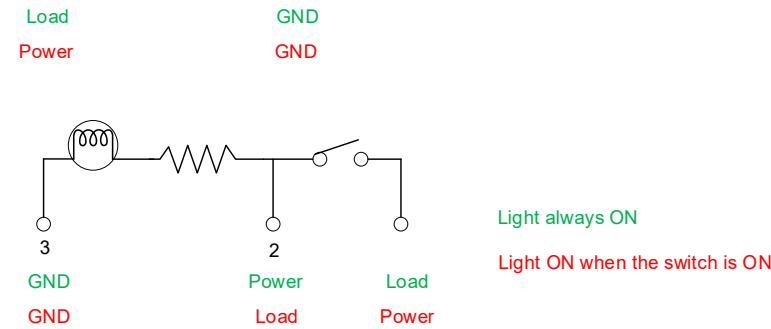 Load GND
Power GND
Light always ON
3 2
Light ON when the switch is ON
GND Power Load
GND Load Power